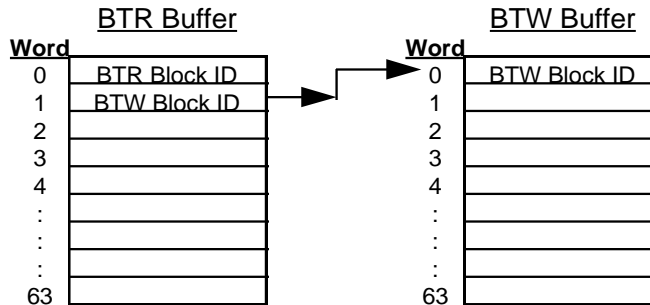 BTR Buffer BTW Buffer
Word Word
0 BTR Block ID 0 BTW Block ID
1 BTW Block ID 1
2 2
3 3
4 4
: :
: :
: :
63 63